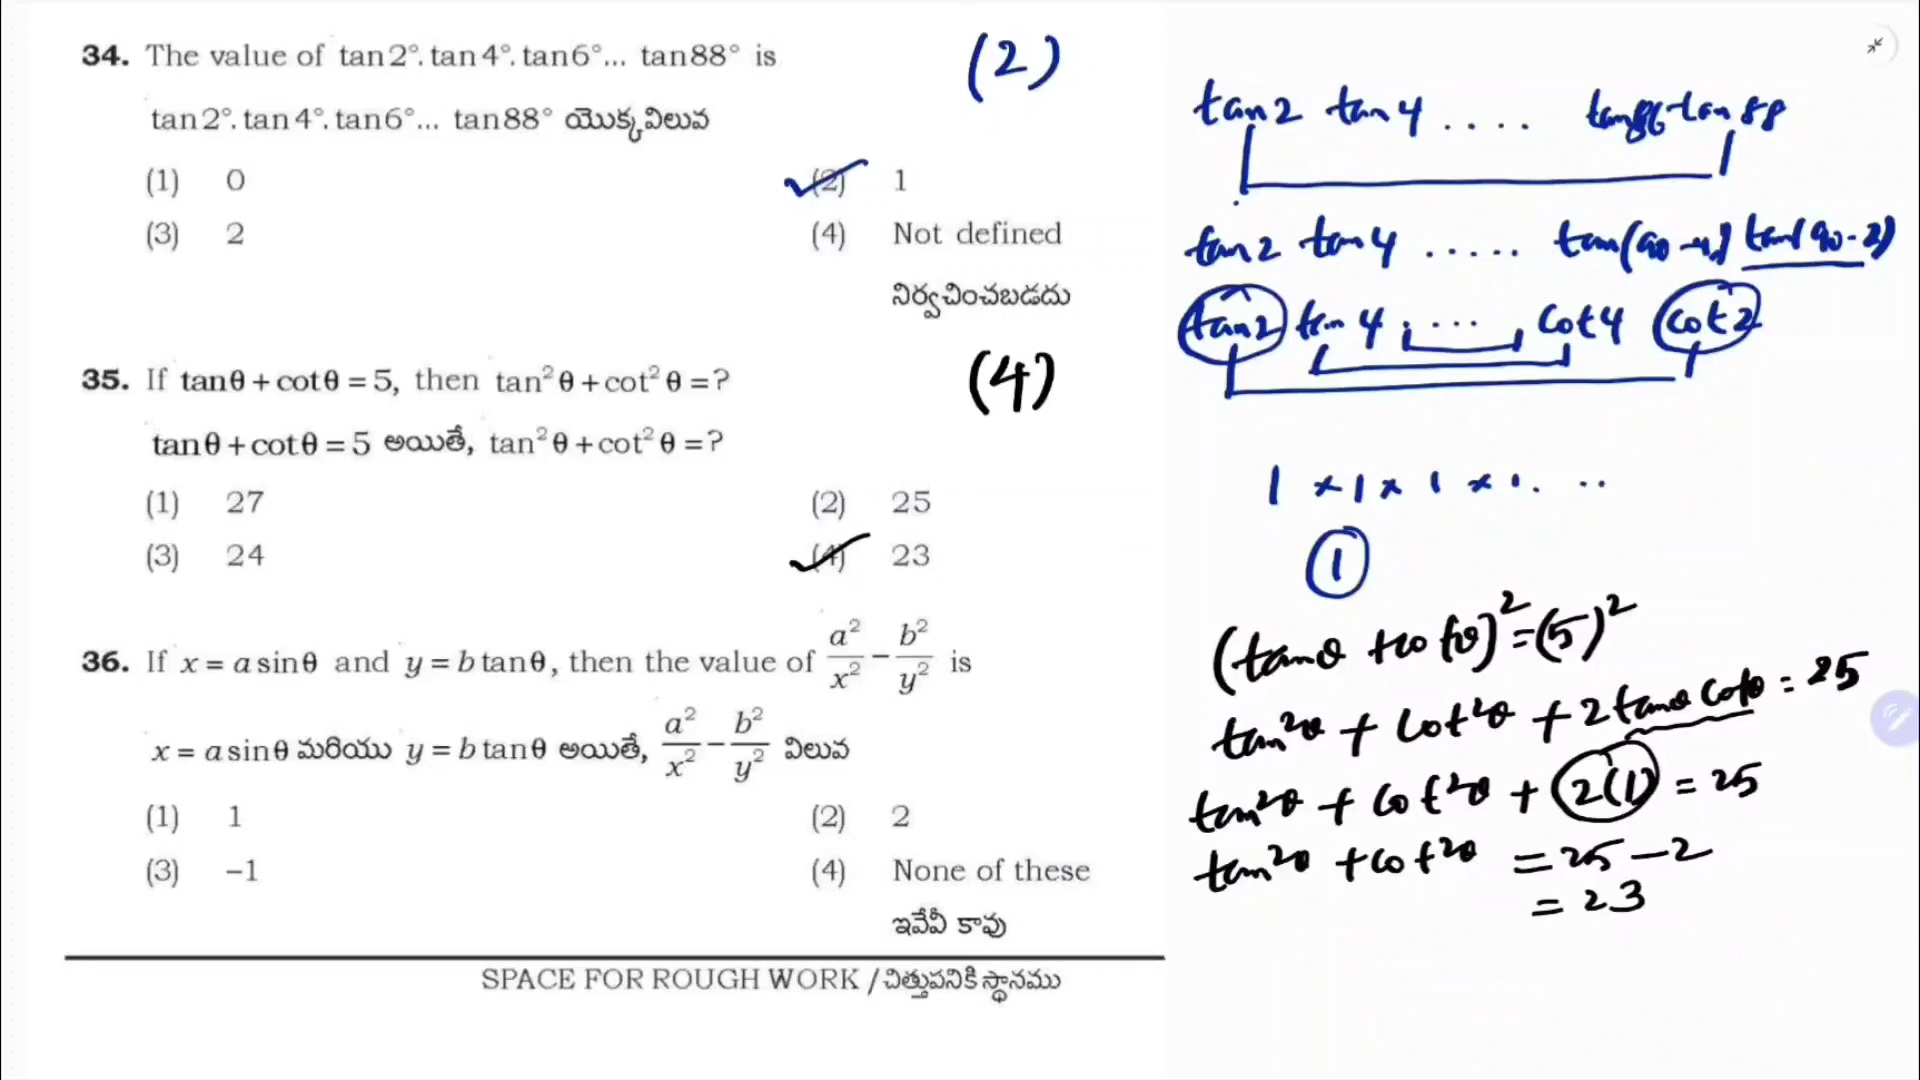 34. The value of tan2°. tan4°. tan6°... tan88° is
(2)
tan2°. tan4°. tan6°... tan88° యొక్క విలువ
(1) 0
(2) 1
(3) 2
(4) Not defined
నిర్వచించబడదు
35. If tanθ + cotθ = 5, then tan²θ + cot²θ = ?
(4)
tanθ + cotθ = 5 అయితే, tan²θ + cot²θ = ?
(1) 27
(2) 25
(3) 24
(4) 23
36. If x = a sinθ and y = b tanθ, then the value of a²/x² − b²/y² is
x = a sinθ మరియు y = b tanθ అయితే, a²/x² − b²/y² విలువ
(1) 1
(2) 2
(3) −1
(4) None of these
ఇవేవీ కావు
SPACE FOR ROUGH WORK / చిత్తుపనికి స్థానము
tan2 tan4 .... tan86 tan88
tan2 tan4 ..... tan(90-4) tan(90-2)
tan2 tan4 .... cot4 cot2
1 × 1 × 1 × 1. ..
1
(tanθ + cotθ)² = (5)²
tan²θ + cot²θ + 2tanθ cotθ = 25
tan²θ + cot²θ + 2(1) = 25
tan²θ + cot²θ = 25 − 2
= 23